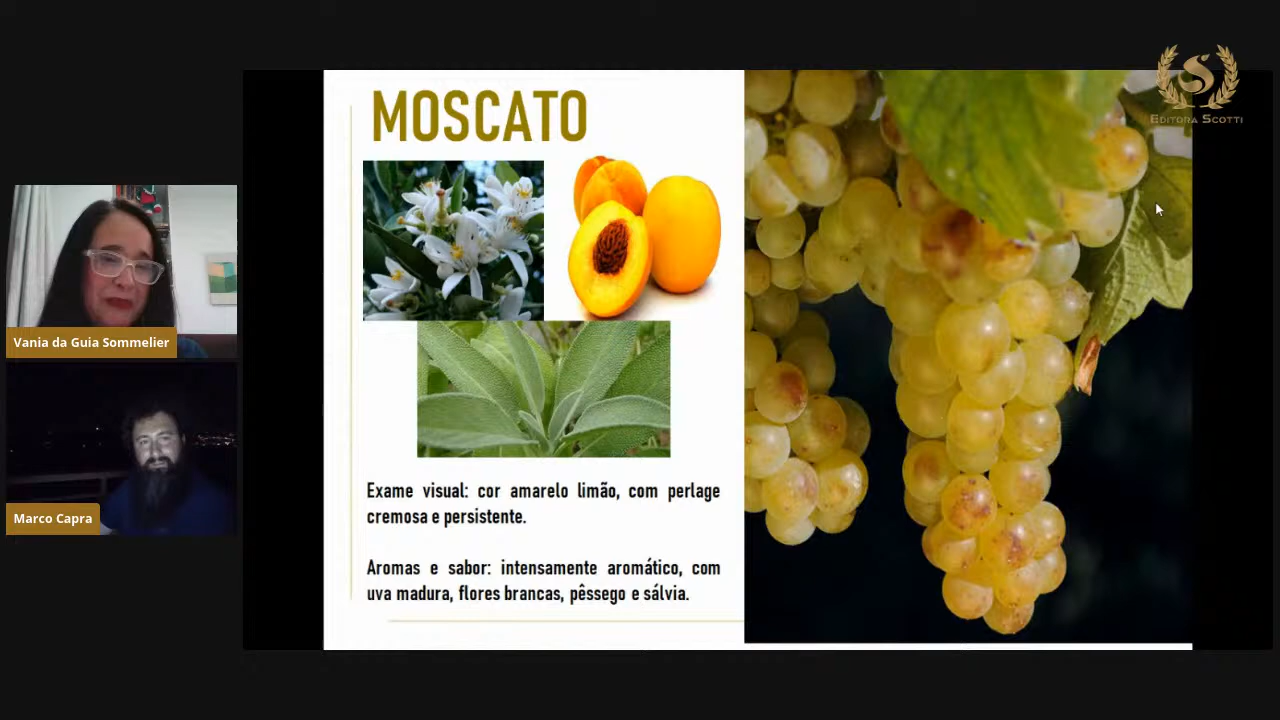 MOSCATO
Exame visual: cor amarelo limão, com perlage
cremosa e persistente.
Aromas e sabor: intensamente aromático, com
uva madura, flores brancas, pêssego e sálvia.
Vania da Guia Sommelier
Marco Capra
S
EDITORA SCOTTI